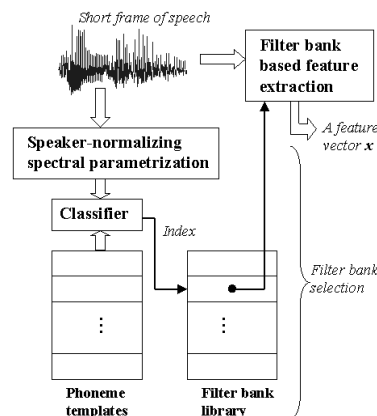 Short frame of speech
Filter bank
based feature
extraction
A feature
vector x
Speaker-normalizing
spectral parametrization
Classifier
Index
Filter bank
selection
Phoneme
templates
Filter bank
library